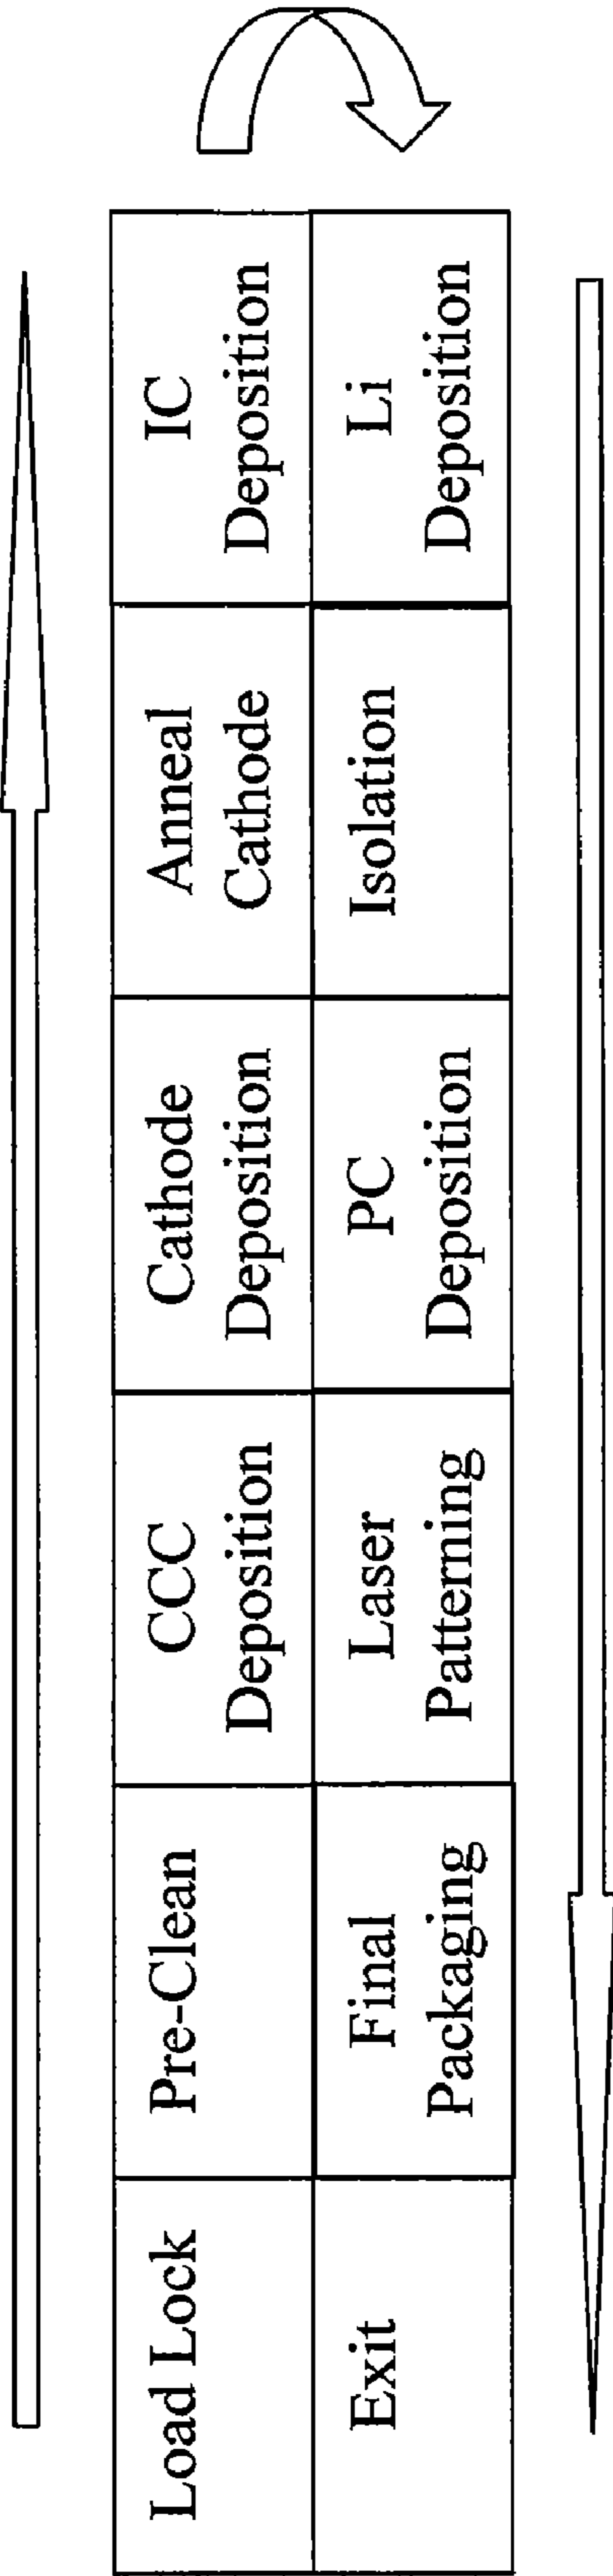 Load Lock
Pre-Clean
CCC
Deposition
Cathode
Deposition
Anneal
Cathode
IC
Deposition
Exit
Final
Packaging
Laser
Patterning
PC
Deposition
Isolation
Li
Deposition